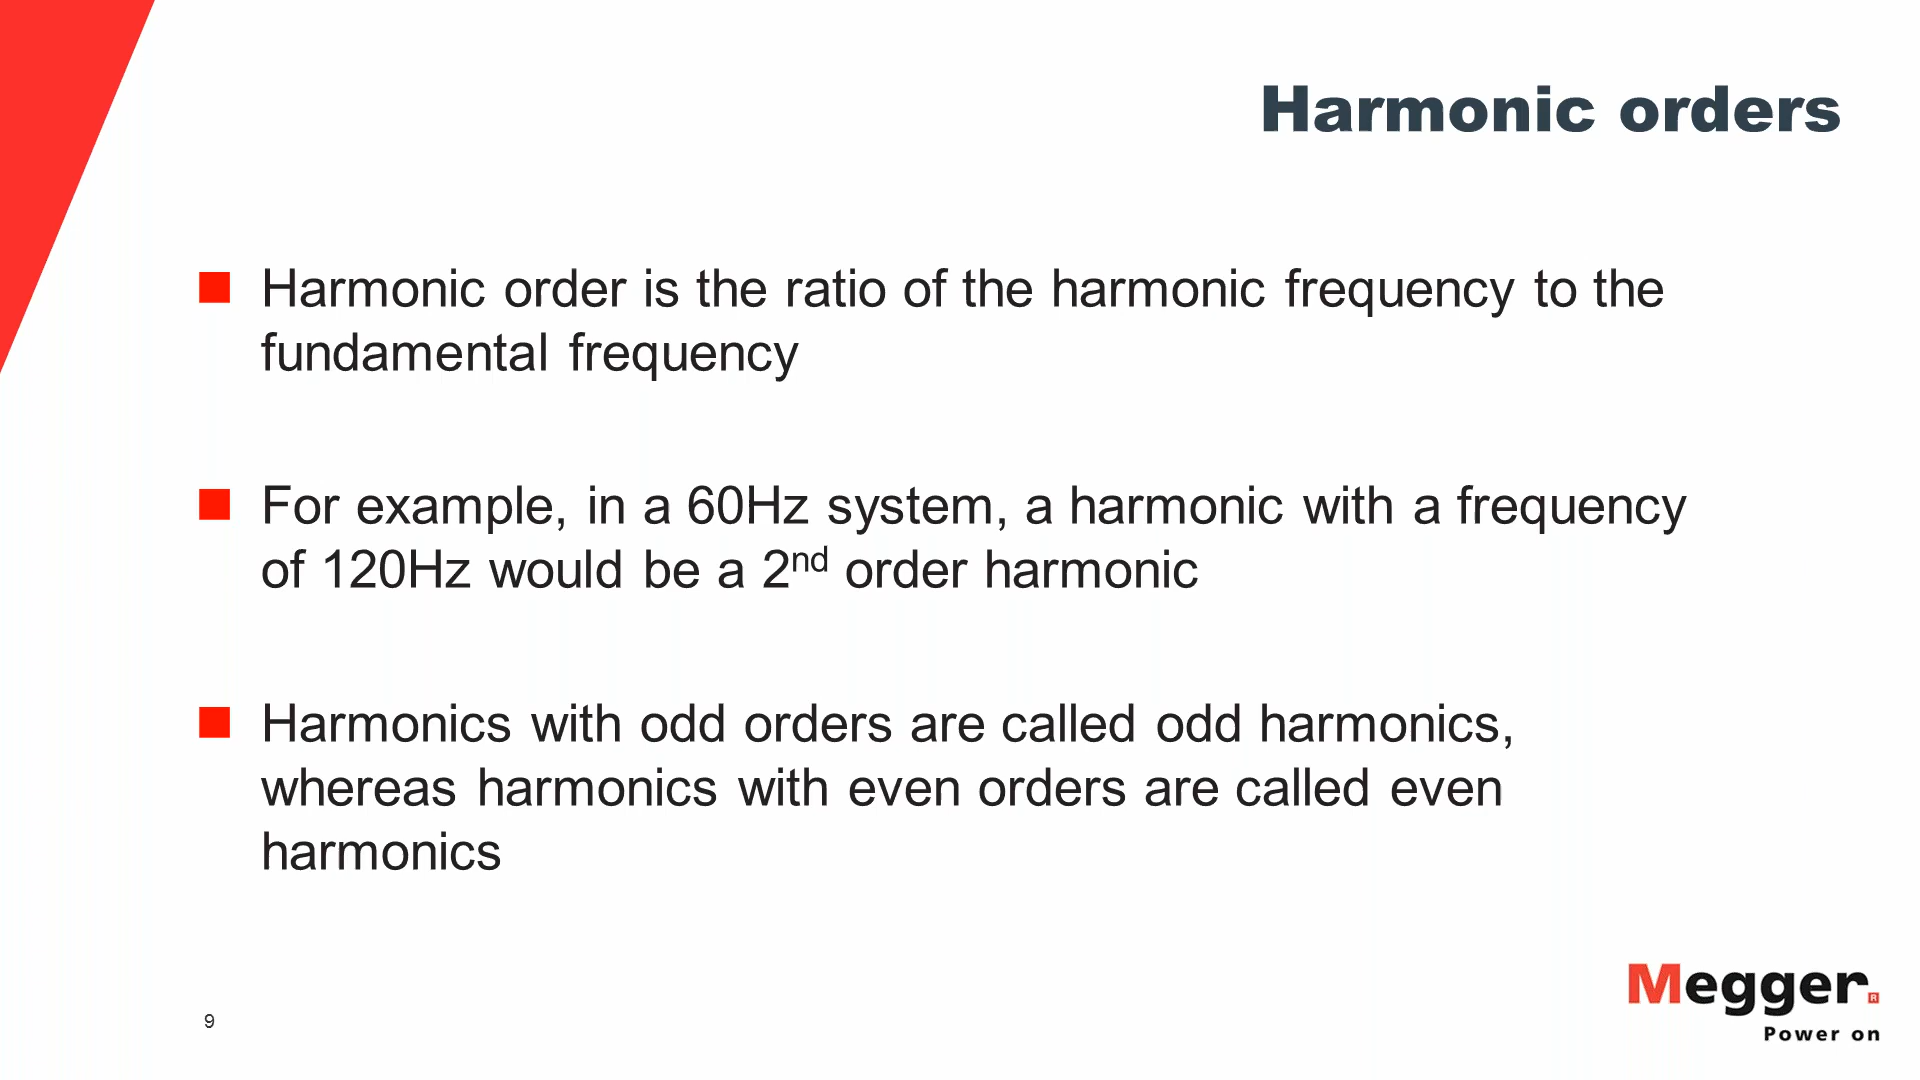 Harmonic orders
Harmonic order is the ratio of the harmonic frequency to the
fundamental frequency
For example, in a 60Hz system, a harmonic with a frequency
of 120Hz would be a 2nd order harmonic
Harmonics with odd orders are called odd harmonics,
whereas harmonics with even orders are called even
harmonics
Megger®
Power on
9